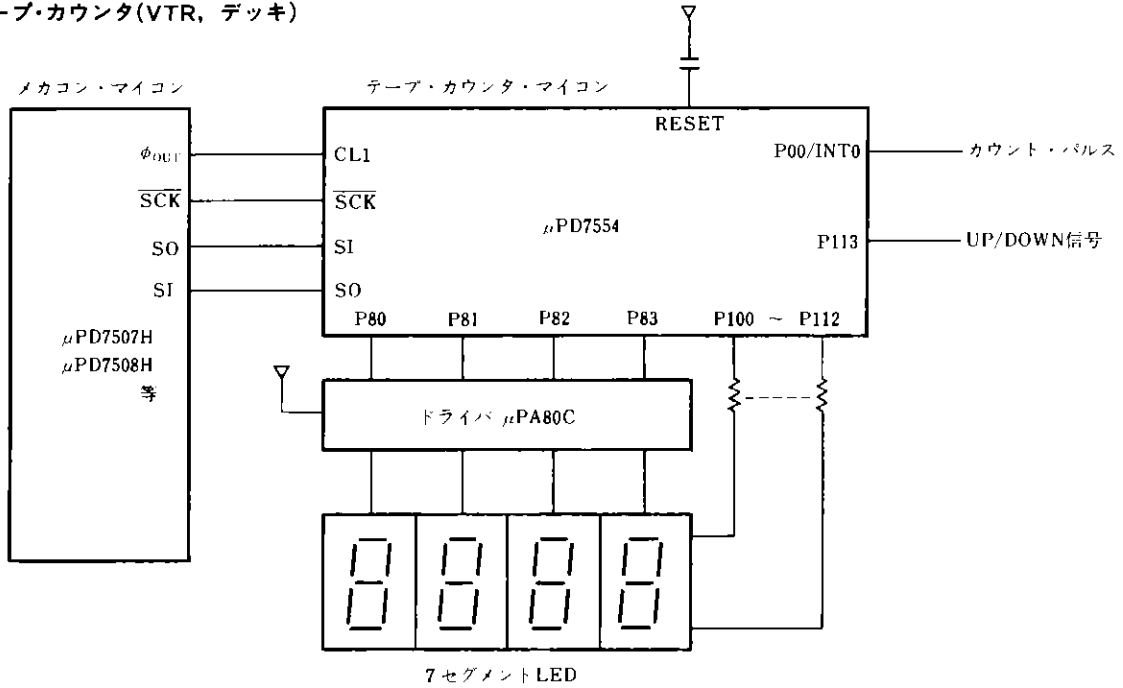 ープ・カウンタ(VTR, デッキ)
メカコン・マイコン
テープ・カウンタ・マイコン
RESET
φOUT
CL1
P00/INT0
カウント・パルス
SCK
SCK
μPD7554
SO
SI
P113
UP/DOWN信号
SI
SO
P80
P81
P82
P83
P100 ~ P112
μPD7507H
μPD7508H
等
ドライバ μPA80C
7セグメントLED